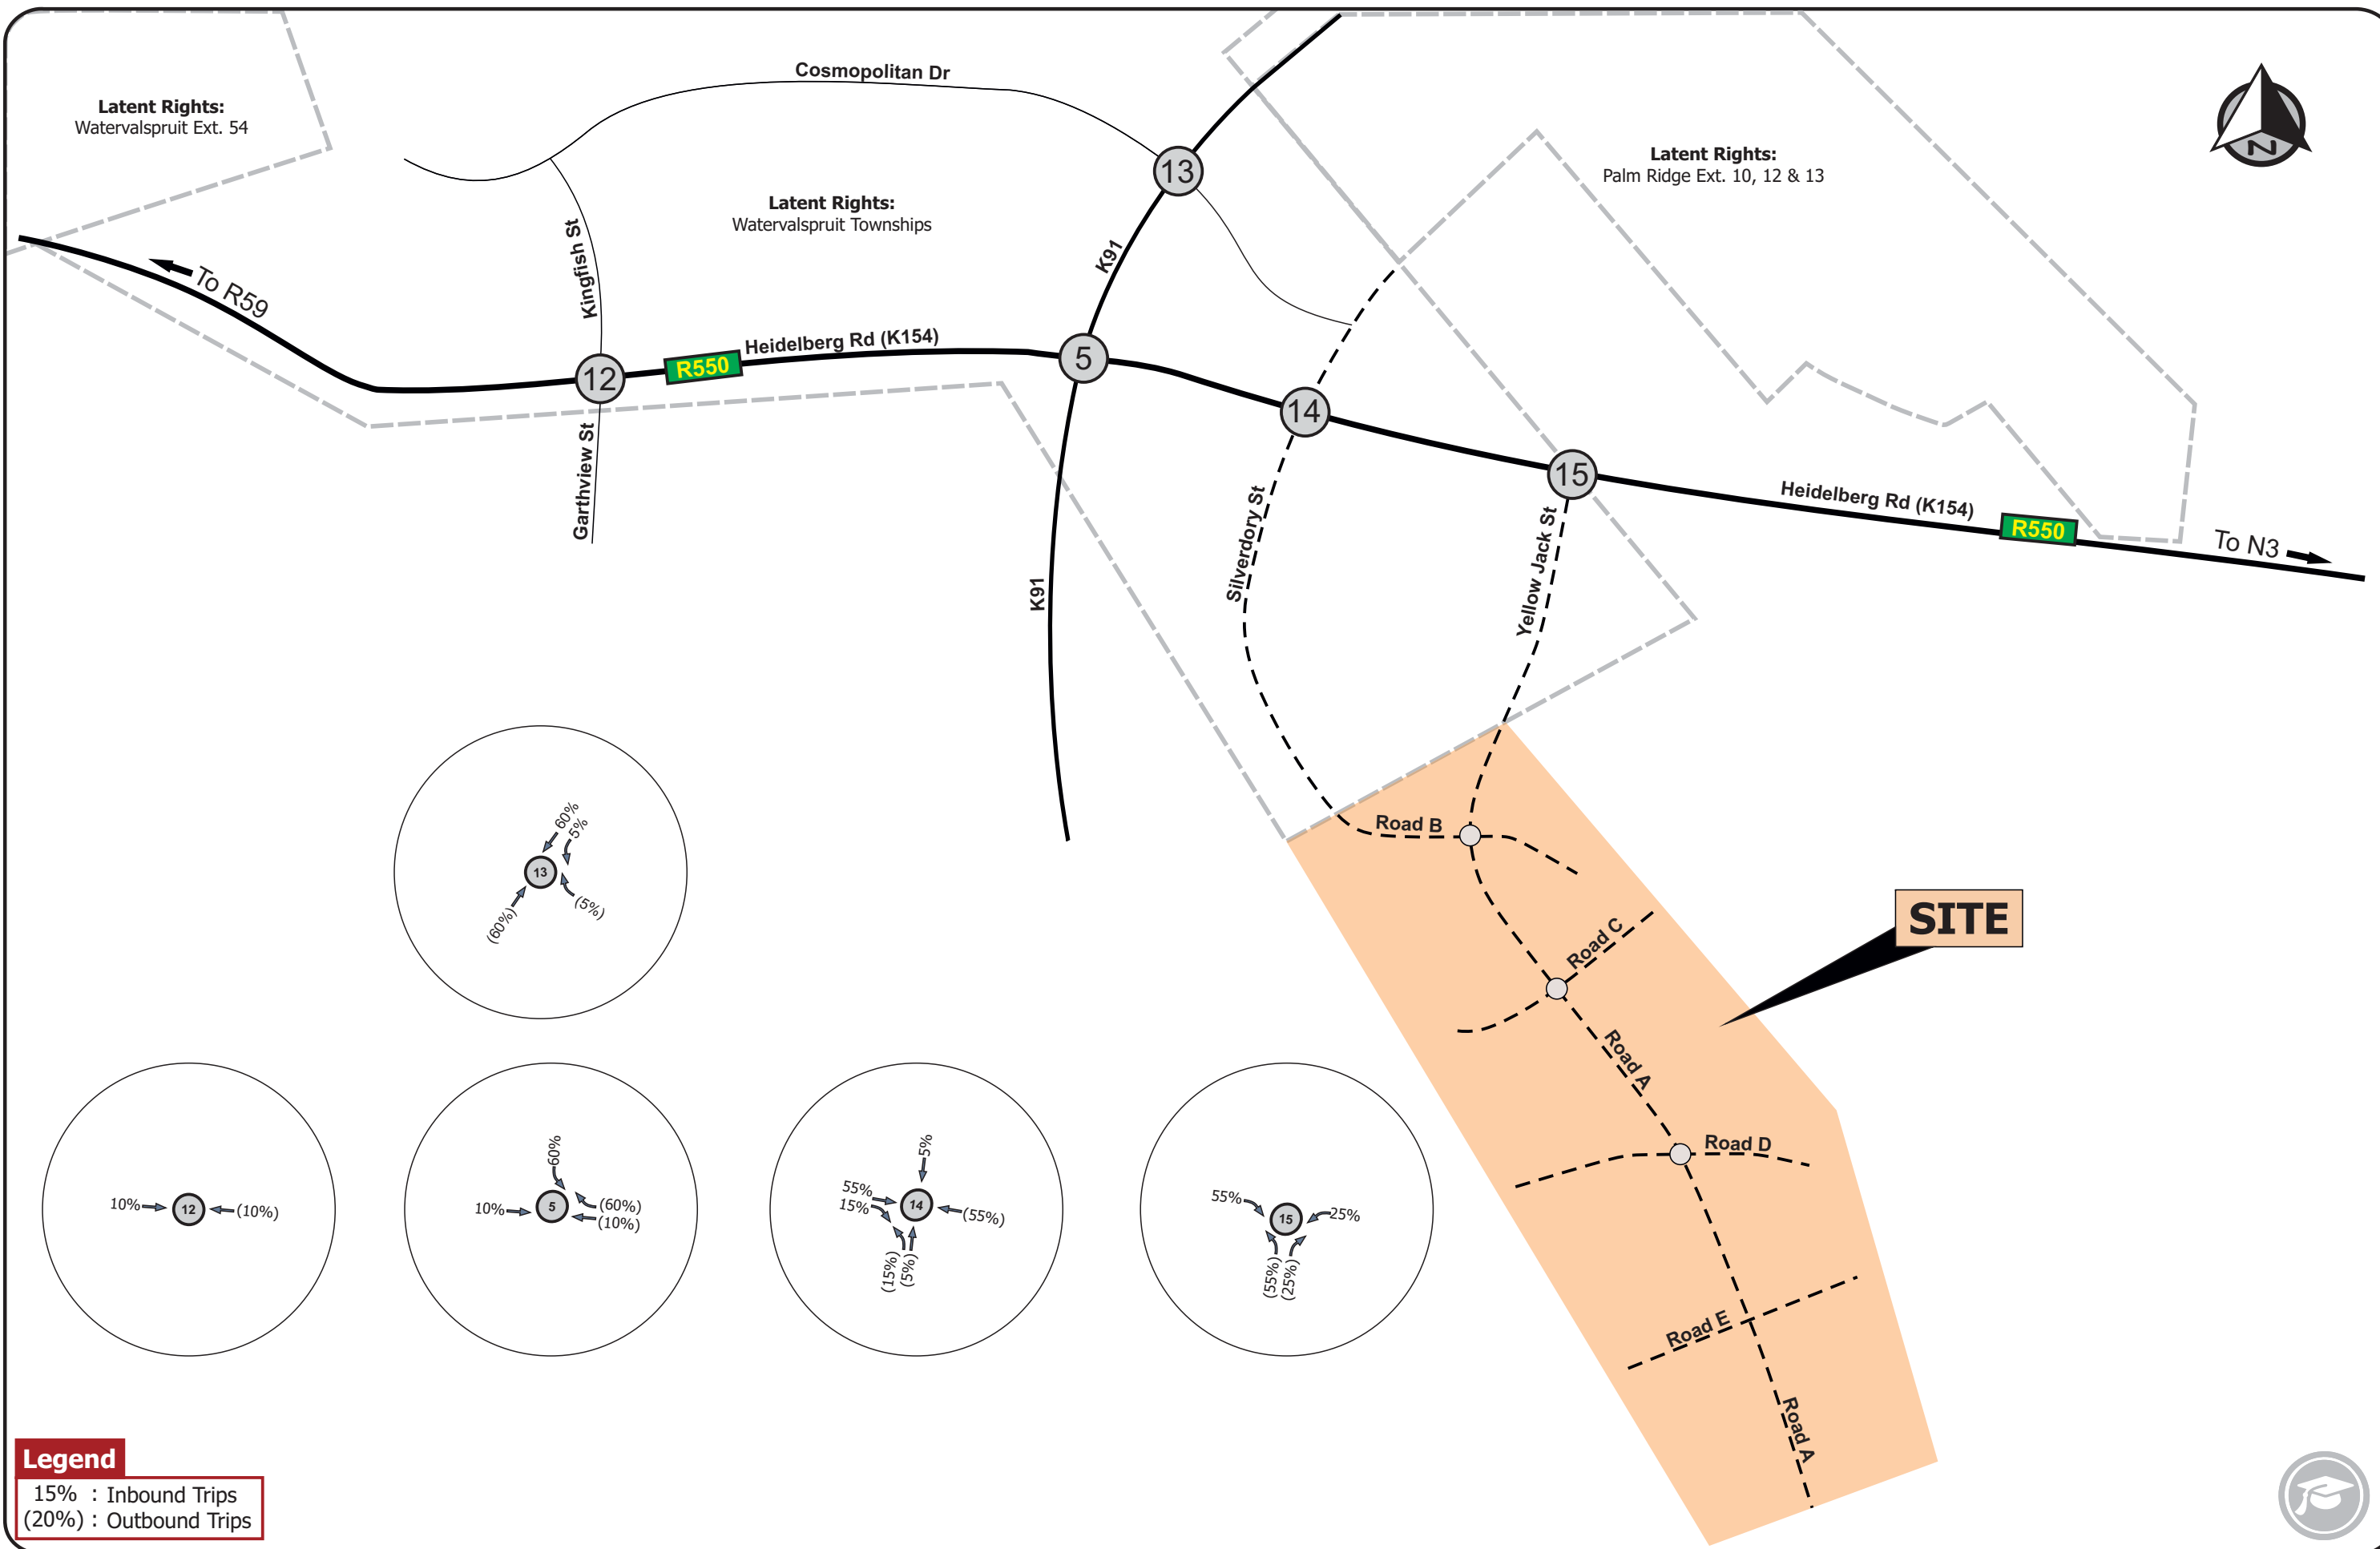 Cosmopolitan Dr
Latent Rights:
Watervalspruit Ext. 54
Latent Rights:
Palm Ridge Ext. 10, 12 & 13
N
13
Latent Rights:
Watervalspruit Townships
Kingfish St
K91
To R59
Heidelberg Rd (K154)
R550
12
5
14
15
Garthview St
Silverdory St
Yellow Jack St
Heidelberg Rd (K154)
R550
To N3
K91
Road B
SITE
Road C
Road A
Road D
Road E
Road A
60%
5%
13
(5%)
(60%)
10%
12
(10%)
60%
10%
5
(60%)
(10%)
5%
55%
15%
14
(55%)
(15%)
(5%)
55%
15
25%
(55%)
(25%)
Legend
15% : Inbound Trips
(20%) : Outbound Trips